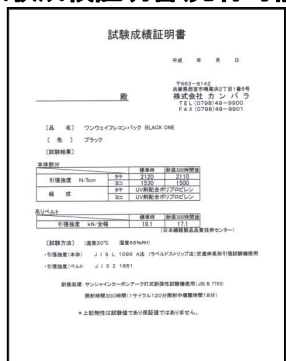 試験成績証明書
平成 年 月 日
〒663-8142
兵庫県西宮市鳴尾浜2丁目1番6号
殿 株式会社 カンバラ
TEL (0798)49-9900
FAX (0798)49-9901
〔品 名〕 ワンウェイフレコンバック BLACK ONE
〔 色 〕 ブラック
〔試験結果〕
本体部分
標準時 耐候300時間後
引張強度 N/5cm タテ 2120 2110
ヨコ 1530 1500
組 成 タテ UV剤配合ポリプロピレン
ヨコ UV剤配合ポリプロピレン
吊りベルト
標準時 耐候300時間後
引張強度 kN/全幅 18.1 17.1
(日本繊維製品品質技術センター)
〔試験方法〕 (温度20℃ 湿度65%RH)
・引張強度(本体) JIS L 1096 A法 (ラベルドストリップ法)定速伸長形引張試験機使用
・引張強度(ベルト JIS Z 1651
耐候処理 サンシャインカーボンアーク灯式耐候性試験機使用(JIS B 7753)
照射時間300時間(1サイクル120分照射中噴霧時間18分)
*上記物性は試験値であり保証値ではありません。